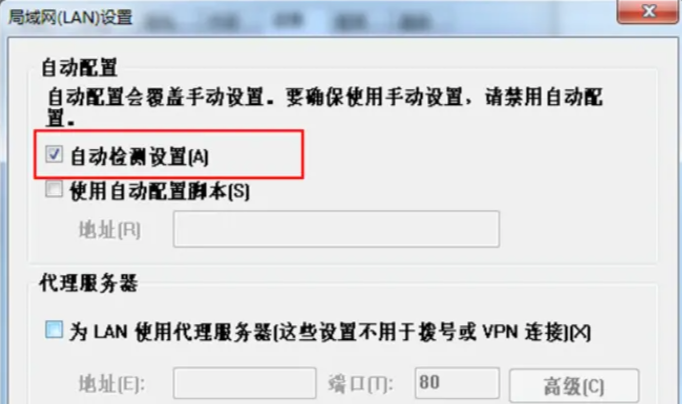 局域网(LAN)设置
自动配置
自动配置会覆盖手动设置。要确保使用手动设置，请禁用自动配
置。
自动检测设置(A)
使用自动配置脚本(S)
地址(R)
代理服务器
为 LAN 使用代理服务器(这些设置不用于拨号或 VPN 连接)(X)
地址(E): 端口(T): 80 高级(C)